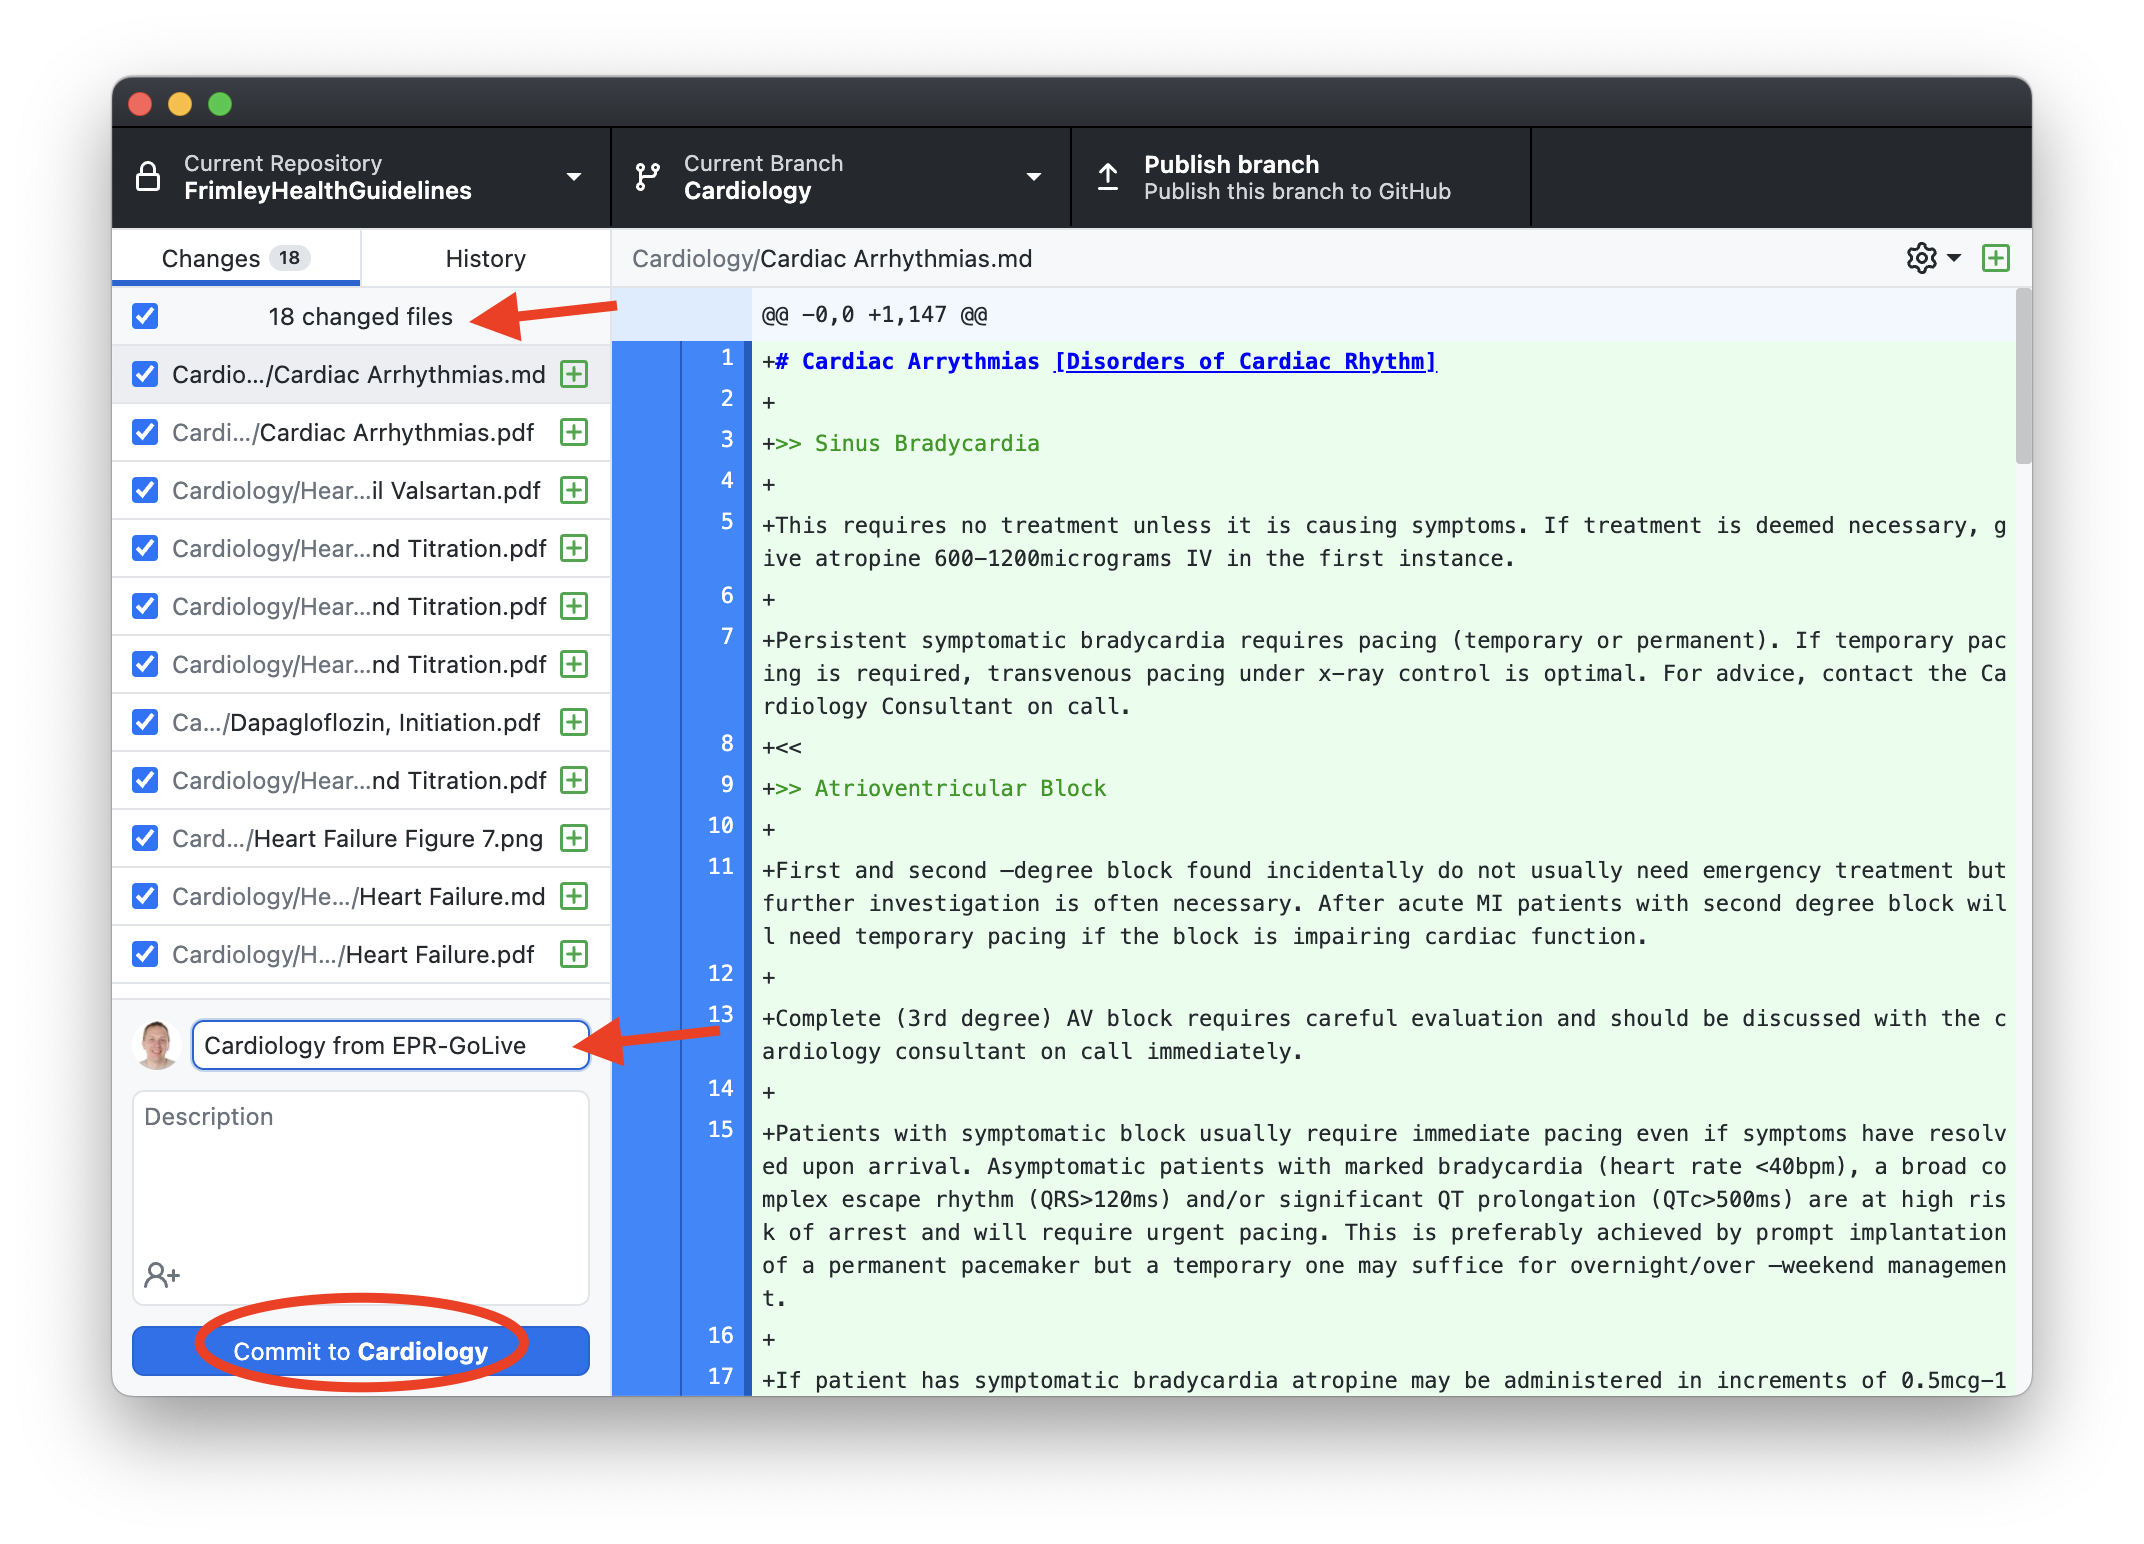 Current Repository
FrimleyHealthGuidelines
Current Branch
Cardiology
Publish branch
Publish this branch to GitHub
Changes 18
History
Cardiology/Cardiac Arrhythmias.md
18 changed files
Cardio.../Cardiac Arrhythmias.md
Cardi.../Cardiac Arrhythmias.pdf
Cardiology/Hear...il Valsartan.pdf
Cardiology/Hear...nd Titration.pdf
Cardiology/Hear...nd Titration.pdf
Cardiology/Hear...nd Titration.pdf
Ca.../Dapagloflozin, Initiation.pdf
Cardiology/Hear...nd Titration.pdf
Card.../Heart Failure Figure 7.png
Cardiology/He.../Heart Failure.md
Cardiology/H.../Heart Failure.pdf
Cardiology from EPR-GoLive
Description
Commit to Cardiology
@@ -0,0 +1,147 @@
1 +# Cardiac Arrythmias [Disorders of Cardiac Rhythm]
2 +
3 +>> Sinus Bradycardia
4 +
5 +This requires no treatment unless it is causing symptoms. If treatment is deemed necessary, g
ive atropine 600-1200micrograms IV in the first instance.
6 +
7 +Persistent symptomatic bradycardia requires pacing (temporary or permanent). If temporary pac
ing is required, transvenous pacing under x-ray control is optimal. For advice, contact the Ca
rdiology Consultant on call.
8 +<<
9 +>> Atrioventricular Block
10 +
11 +First and second –degree block found incidentally do not usually need emergency treatment but
further investigation is often necessary. After acute MI patients with second degree block wil
l need temporary pacing if the block is impairing cardiac function.
12 +
13 +Complete (3rd degree) AV block requires careful evaluation and should be discussed with the c
ardiology consultant on call immediately.
14 +
15 +Patients with symptomatic block usually require immediate pacing even if symptoms have resolv
ed upon arrival. Asymptomatic patients with marked bradycardia (heart rate <40bpm), a broad co
mplex escape rhythm (QRS>120ms) and/or significant QT prolongation (QTc>500ms) are at high ris
k of arrest and will require urgent pacing. This is preferably achieved by prompt implantation
of a permanent pacemaker but a temporary one may suffice for overnight/over –weekend managemen
t.
16 +
17 +If patient has symptomatic bradycardia atropine may be administered in increments of 0.5mcg-1